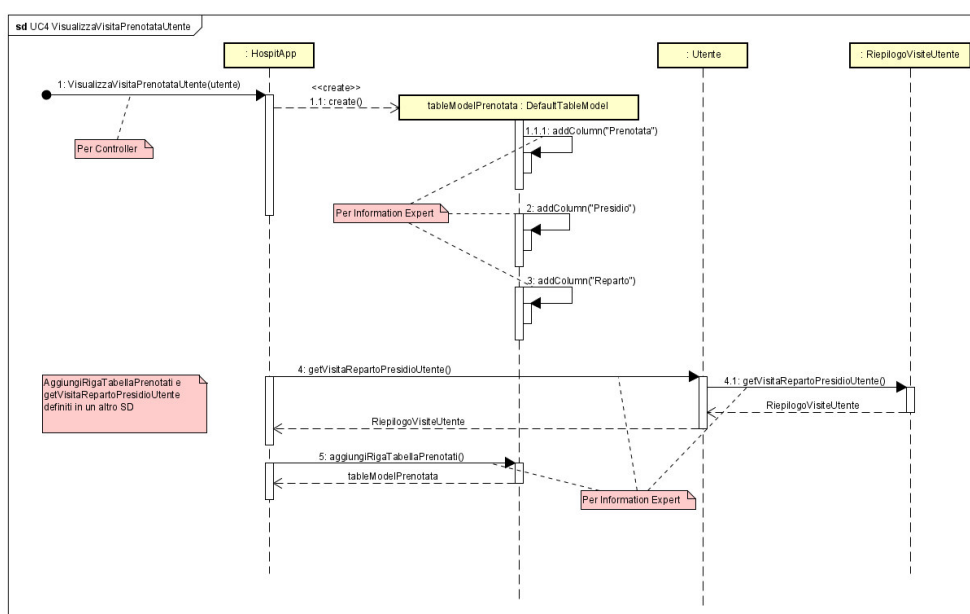 sd UC4 VisualizzaVisitaPrenotataUtente
: HospitApp
: Utente
: RiepilogoVisiteUtente
1: VisualizzaVisitaPrenotataUtente(utente)
<<create>>
1.1: create()
tableModelPrenotata : DefaultTableModel
1.1.1: addColumn("Prenotata")
Per Controller
Per Information Expert
2: addColumn("Presidio")
3: addColumn("Reparto")
AggiungiRigaTabellaPrenotati e
getVisitaRepartoPresidioUtente
definiti in un altro SD
4: getVisitaRepartoPresidioUtente()
4.1: getVisitaRepartoPresidioUtente()
RiepilogoVisiteUtente
RiepilogoVisiteUtente
5: aggiungiRigaTabellaPrenotati()
tableModelPrenotata
Per Information Expert